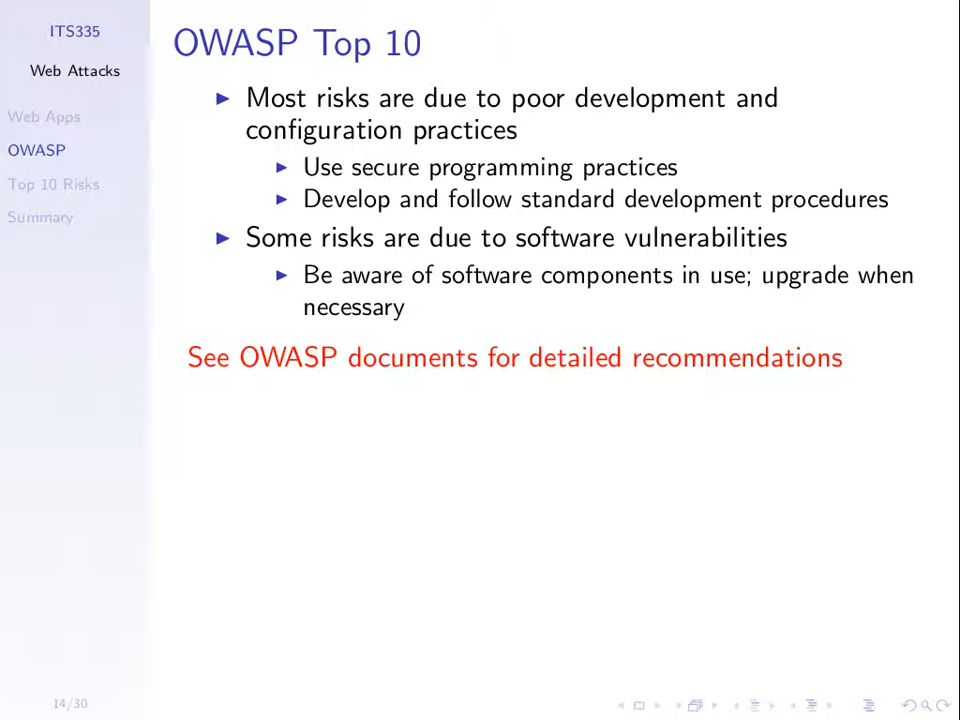 ITS335
Web Attacks
Web Apps
OWASP
Top 10 Risks
Summary
OWASP Top 10
Most risks are due to poor development and
configuration practices
Use secure programming practices
Develop and follow standard development procedures
Some risks are due to software vulnerabilities
Be aware of software components in use; upgrade when
necessary
See OWASP documents for detailed recommendations
14/30